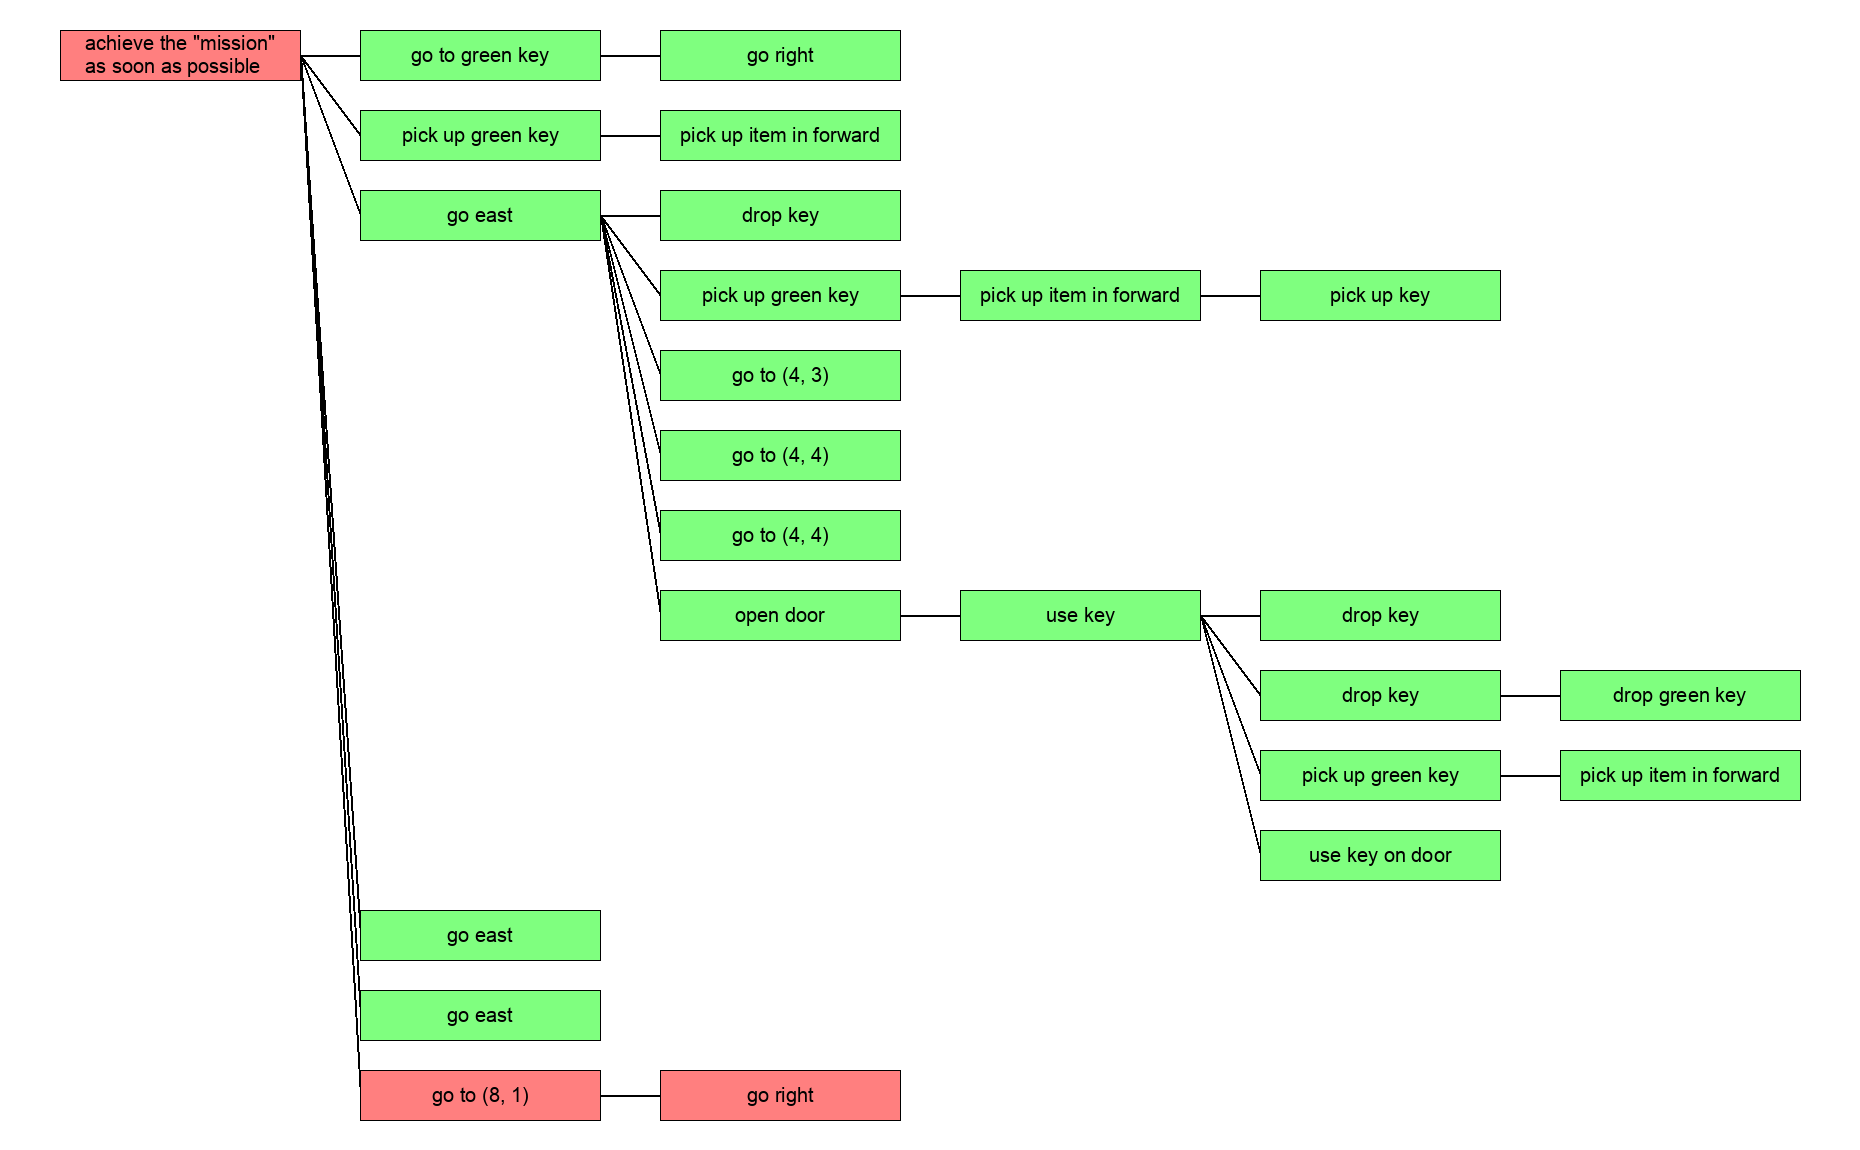 achieve the "mission"
as soon as possible
go to green key
go right
pick up green key
pick up item in forward
go east
drop key
pick up green key
pick up item in forward
pick up key
go to (4, 3)
go to (4, 4)
go to (4, 4)
open door
use key
drop key
drop key
drop green key
pick up green key
pick up item in forward
use key on door
go east
go east
go to (8, 1)
go right